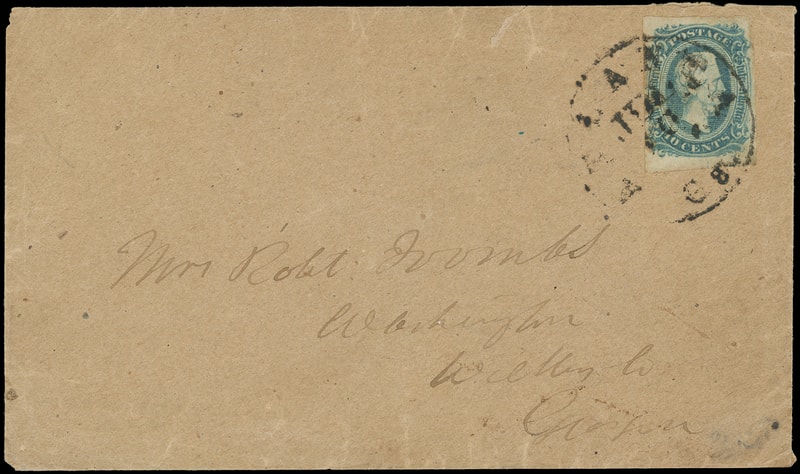 POSTAGE
10 CENTS
Mrs Robt Toombs
Washington
Wilkes Co
Georgia